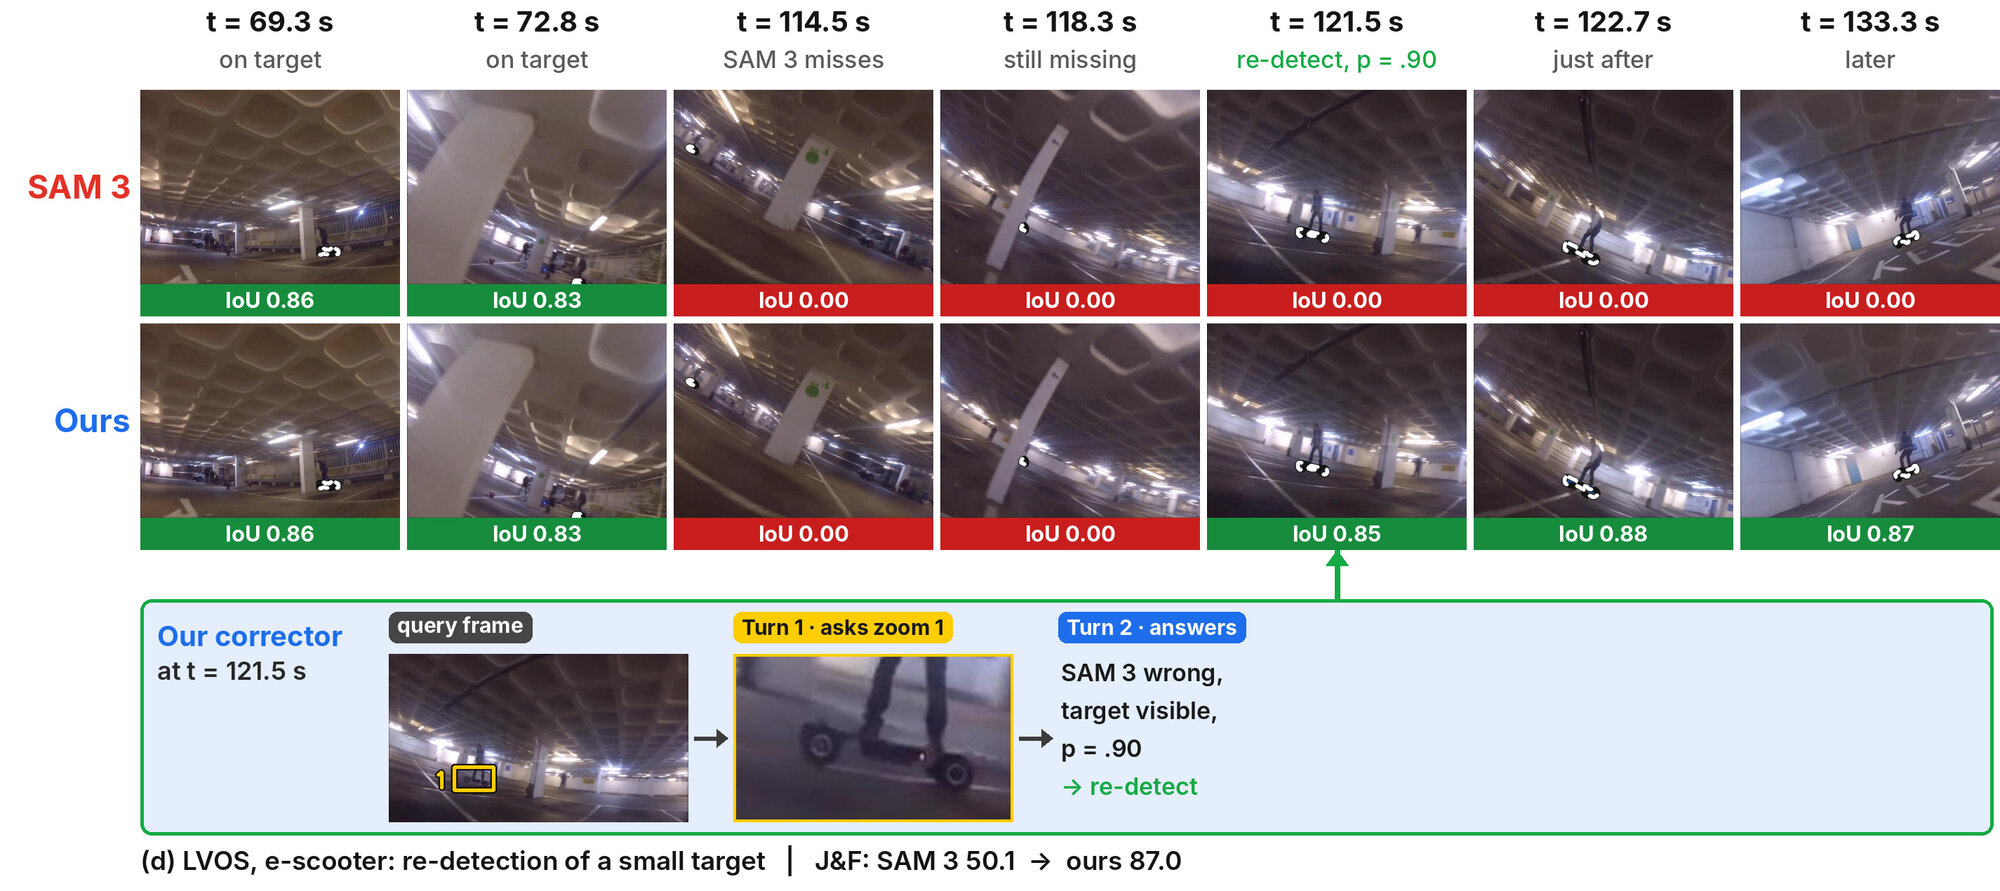 t = 69.3 s
on target
t = 72.8 s
on target
t = 114.5 s
SAM 3 misses
t = 118.3 s
still missing
t = 121.5 s
re-detect, p = .90
t = 122.7 s
just after
t = 133.3 s
later
SAM 3
IoU 0.86
IoU 0.83
IoU 0.00
IoU 0.00
IoU 0.00
IoU 0.00
IoU 0.00
Ours
IoU 0.86
IoU 0.83
IoU 0.00
IoU 0.00
IoU 0.85
IoU 0.88
IoU 0.87
Our corrector
at t = 121.5 s
query frame
1
Turn 1 · asks zoom 1
Turn 2 · answers
SAM 3 wrong,
target visible,
p = .90
→ re-detect
(d) LVOS, e-scooter: re-detection of a small target | J&F: SAM 3 50.1 → ours 87.0